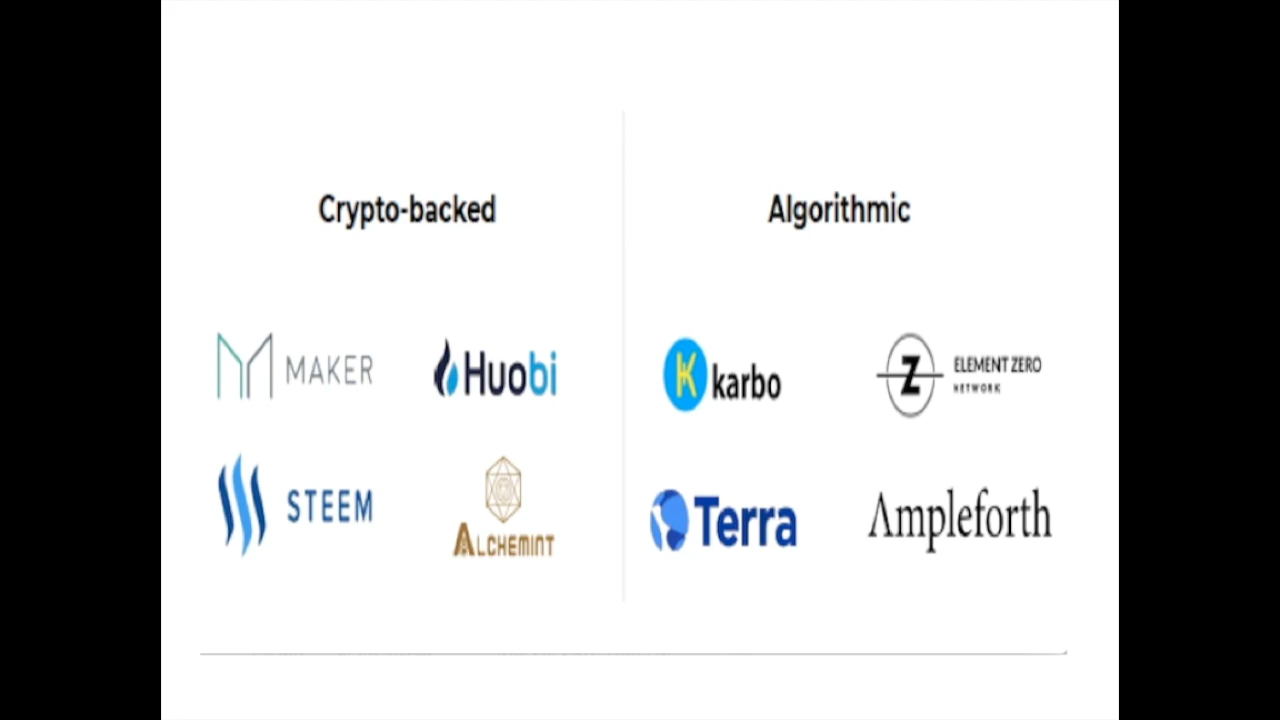 Crypto-backed
Algorithmic
MAKER
Huobi
karbo
ELEMENT ZERO
NETWORK
STEEM
ALCHEMINT
Terra
Ampleforth